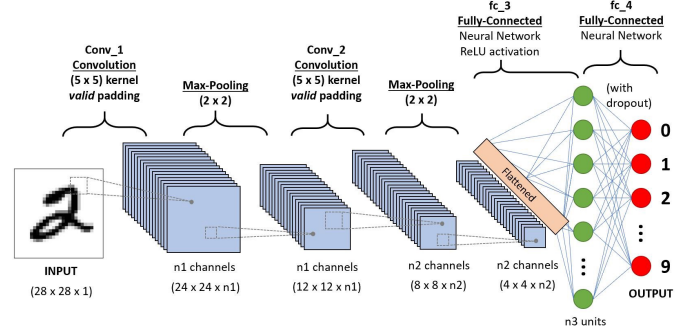 fc_3
Fully-Connected
Neural Network
ReLU activation
fc_4
Fully-Connected
Neural Network
Conv_1
Convolution
(5 x 5) kernel
valid padding
Max-Pooling
(2 x 2)
Conv_2
Convolution
(5 x 5) kernel
valid padding
Max-Pooling
(2 x 2)
(with
dropout)
Flattened
0
1
2
9
INPUT
(28 x 28 x 1)
n1 channels
(24 x 24 x n1)
n1 channels
(12 x 12 x n1)
n2 channels
(8 x 8 x n2)
n2 channels
(4 x 4 x n2)
OUTPUT
n3 units